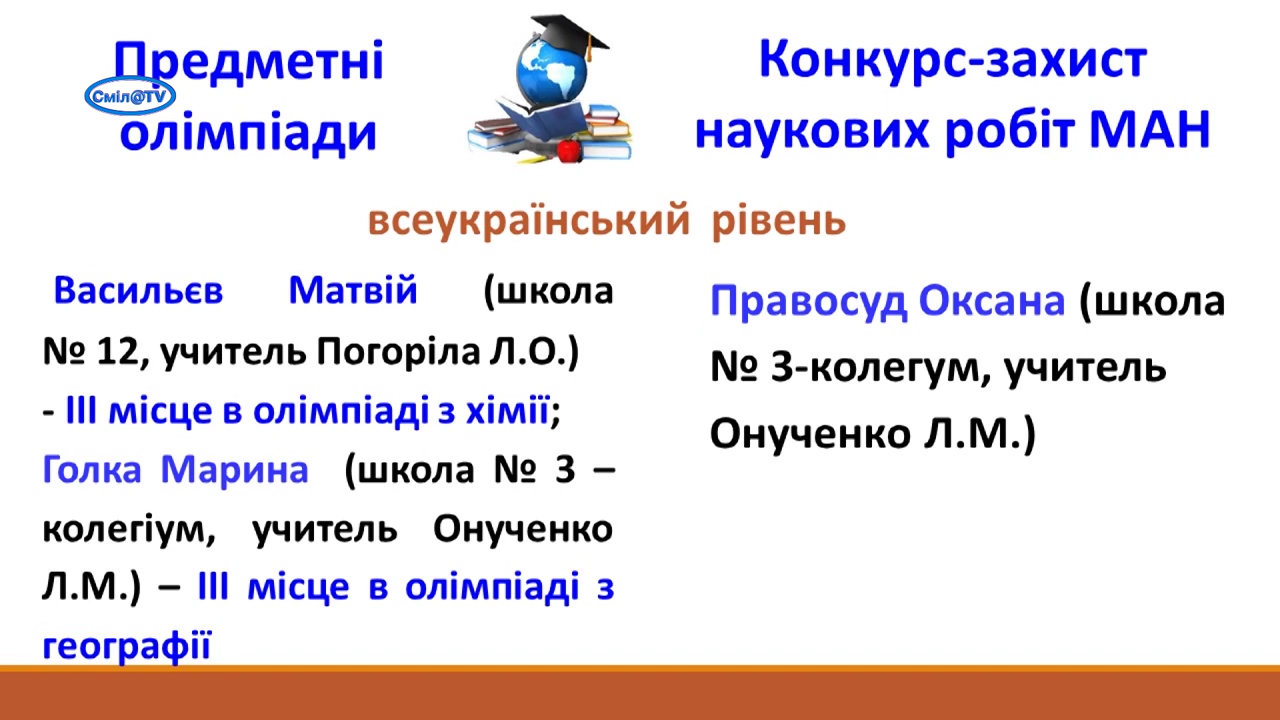 Предметні
олімпіади
Сміл@TV
Конкурс-захист
наукових робіт МАН
всеукраїнський рівень
Васильєв Матвій (школа
№ 12, учитель Погоріла Л.О.)
- ІІІ місце в олімпіаді з хімії;
Голка Марина (школа № 3 –
колегіум, учитель Онученко
Л.М.) – ІІІ місце в олімпіаді з
географії
Правосуд Оксана (школа
№ 3-колегум, учитель
Онученко Л.М.)